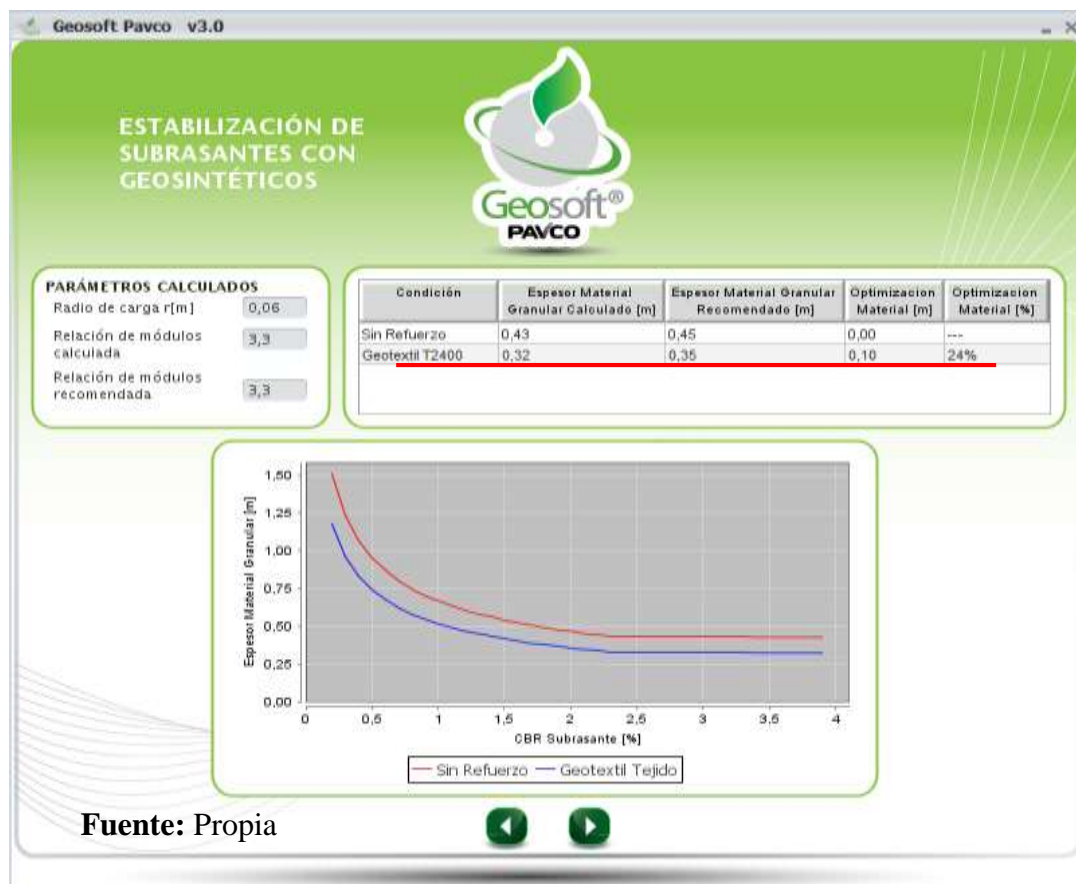 Geosoft Pavco v3.0
ESTABILIZACIÓN DE
SUBRASANTES CON
GEOSINTÉTICOS
Geosoft®
PAVCO
PARÁMETROS CALCULADOS
Radio de carga r[m] 0,06
Relación de módulos
calculada 3,3
Relación de módulos
recomendada 3,3
Condición Espesor Material Granular Calculado [m] Espesor Material Granular Recomendado [m] Optimizacion Material [m] Optimizacion Material [%]
Sin Refuerzo 0,43 0,45 0,00 ---
Geotextil T2400 0,32 0,35 0,10 24%
Espesor Material Granular [m]
1,50
1,25
1,00
0,75
0,50
0,25
0,00
0 0,5 1 1,5 2 2,5 3 3,5 4
CBR Subrasante [%]
Sin Refuerzo Geotextil Tejido
Fuente: Propia